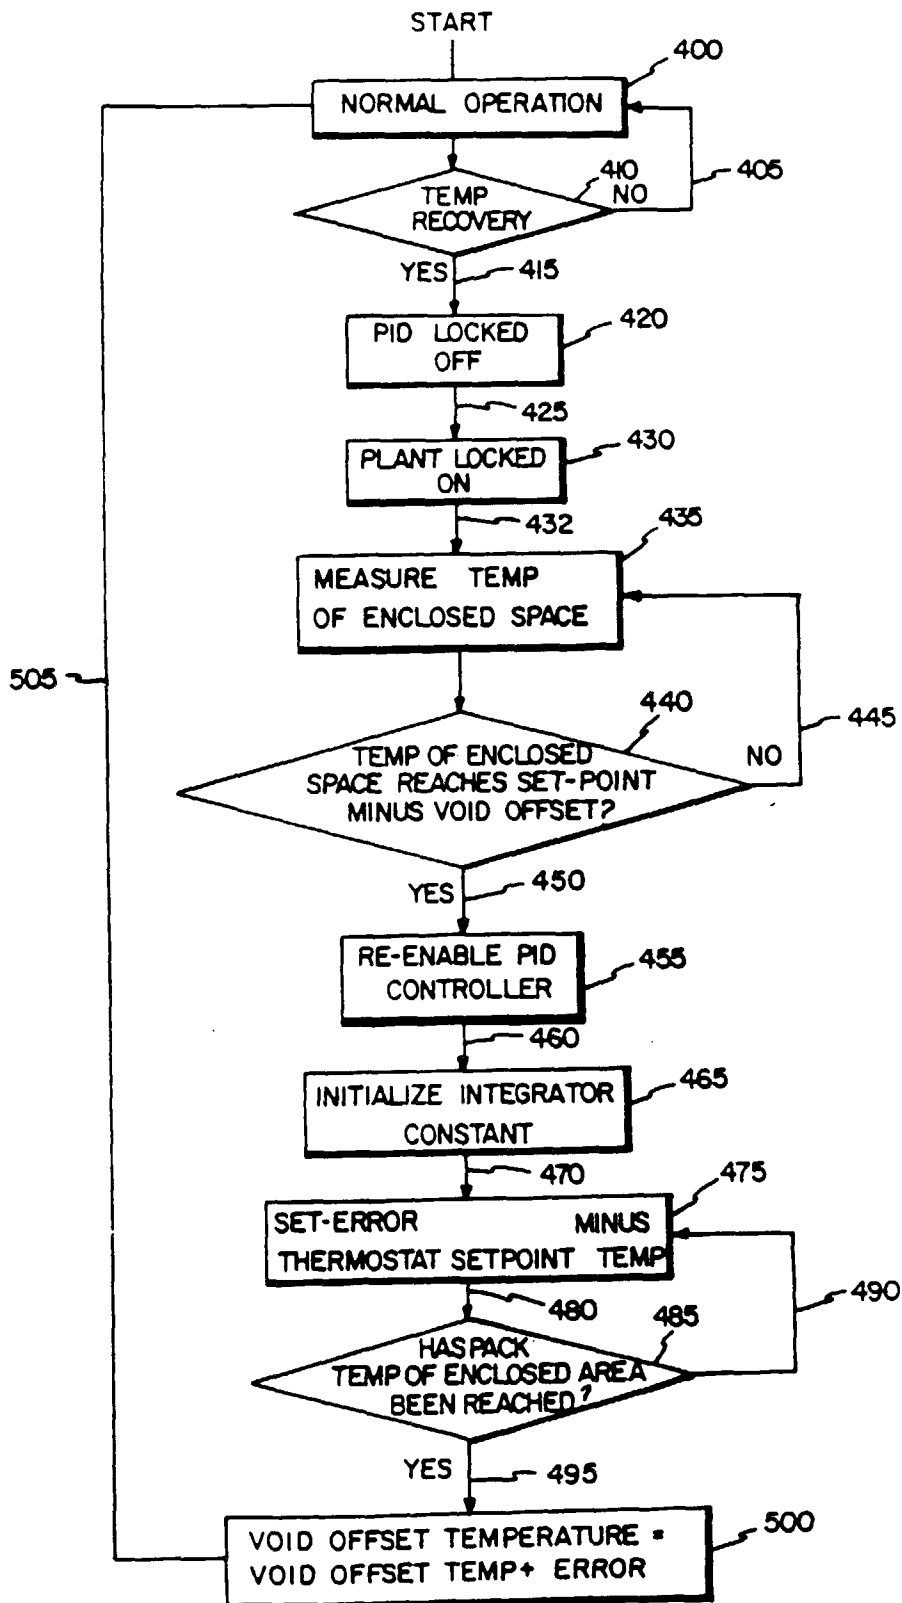 START
400
NORMAL OPERATION
405
410
NO
TEMP
RECOVERY
YES
415
PID LOCKED
OFF
420
425
PLANT LOCKED
ON
430
432
435
MEASURE TEMP
OF ENCLOSED SPACE
505
440
445
NO
TEMP OF ENCLOSED
SPACE REACHES SET-POINT
MINUS VOID OFFSET?
YES
450
RE-ENABLE PID
CONTROLLER
455
460
INITIALIZE INTEGRATOR
CONSTANT
465
470
475
SET-ERROR MINUS
THERMOSTAT SETPOINT TEMP
480
490
485
HAS PACK
TEMP OF ENCLOSED AREA
BEEN REACHED?
YES
495
VOID OFFSET TEMPERATURE =
VOID OFFSET TEMP+ ERROR
500